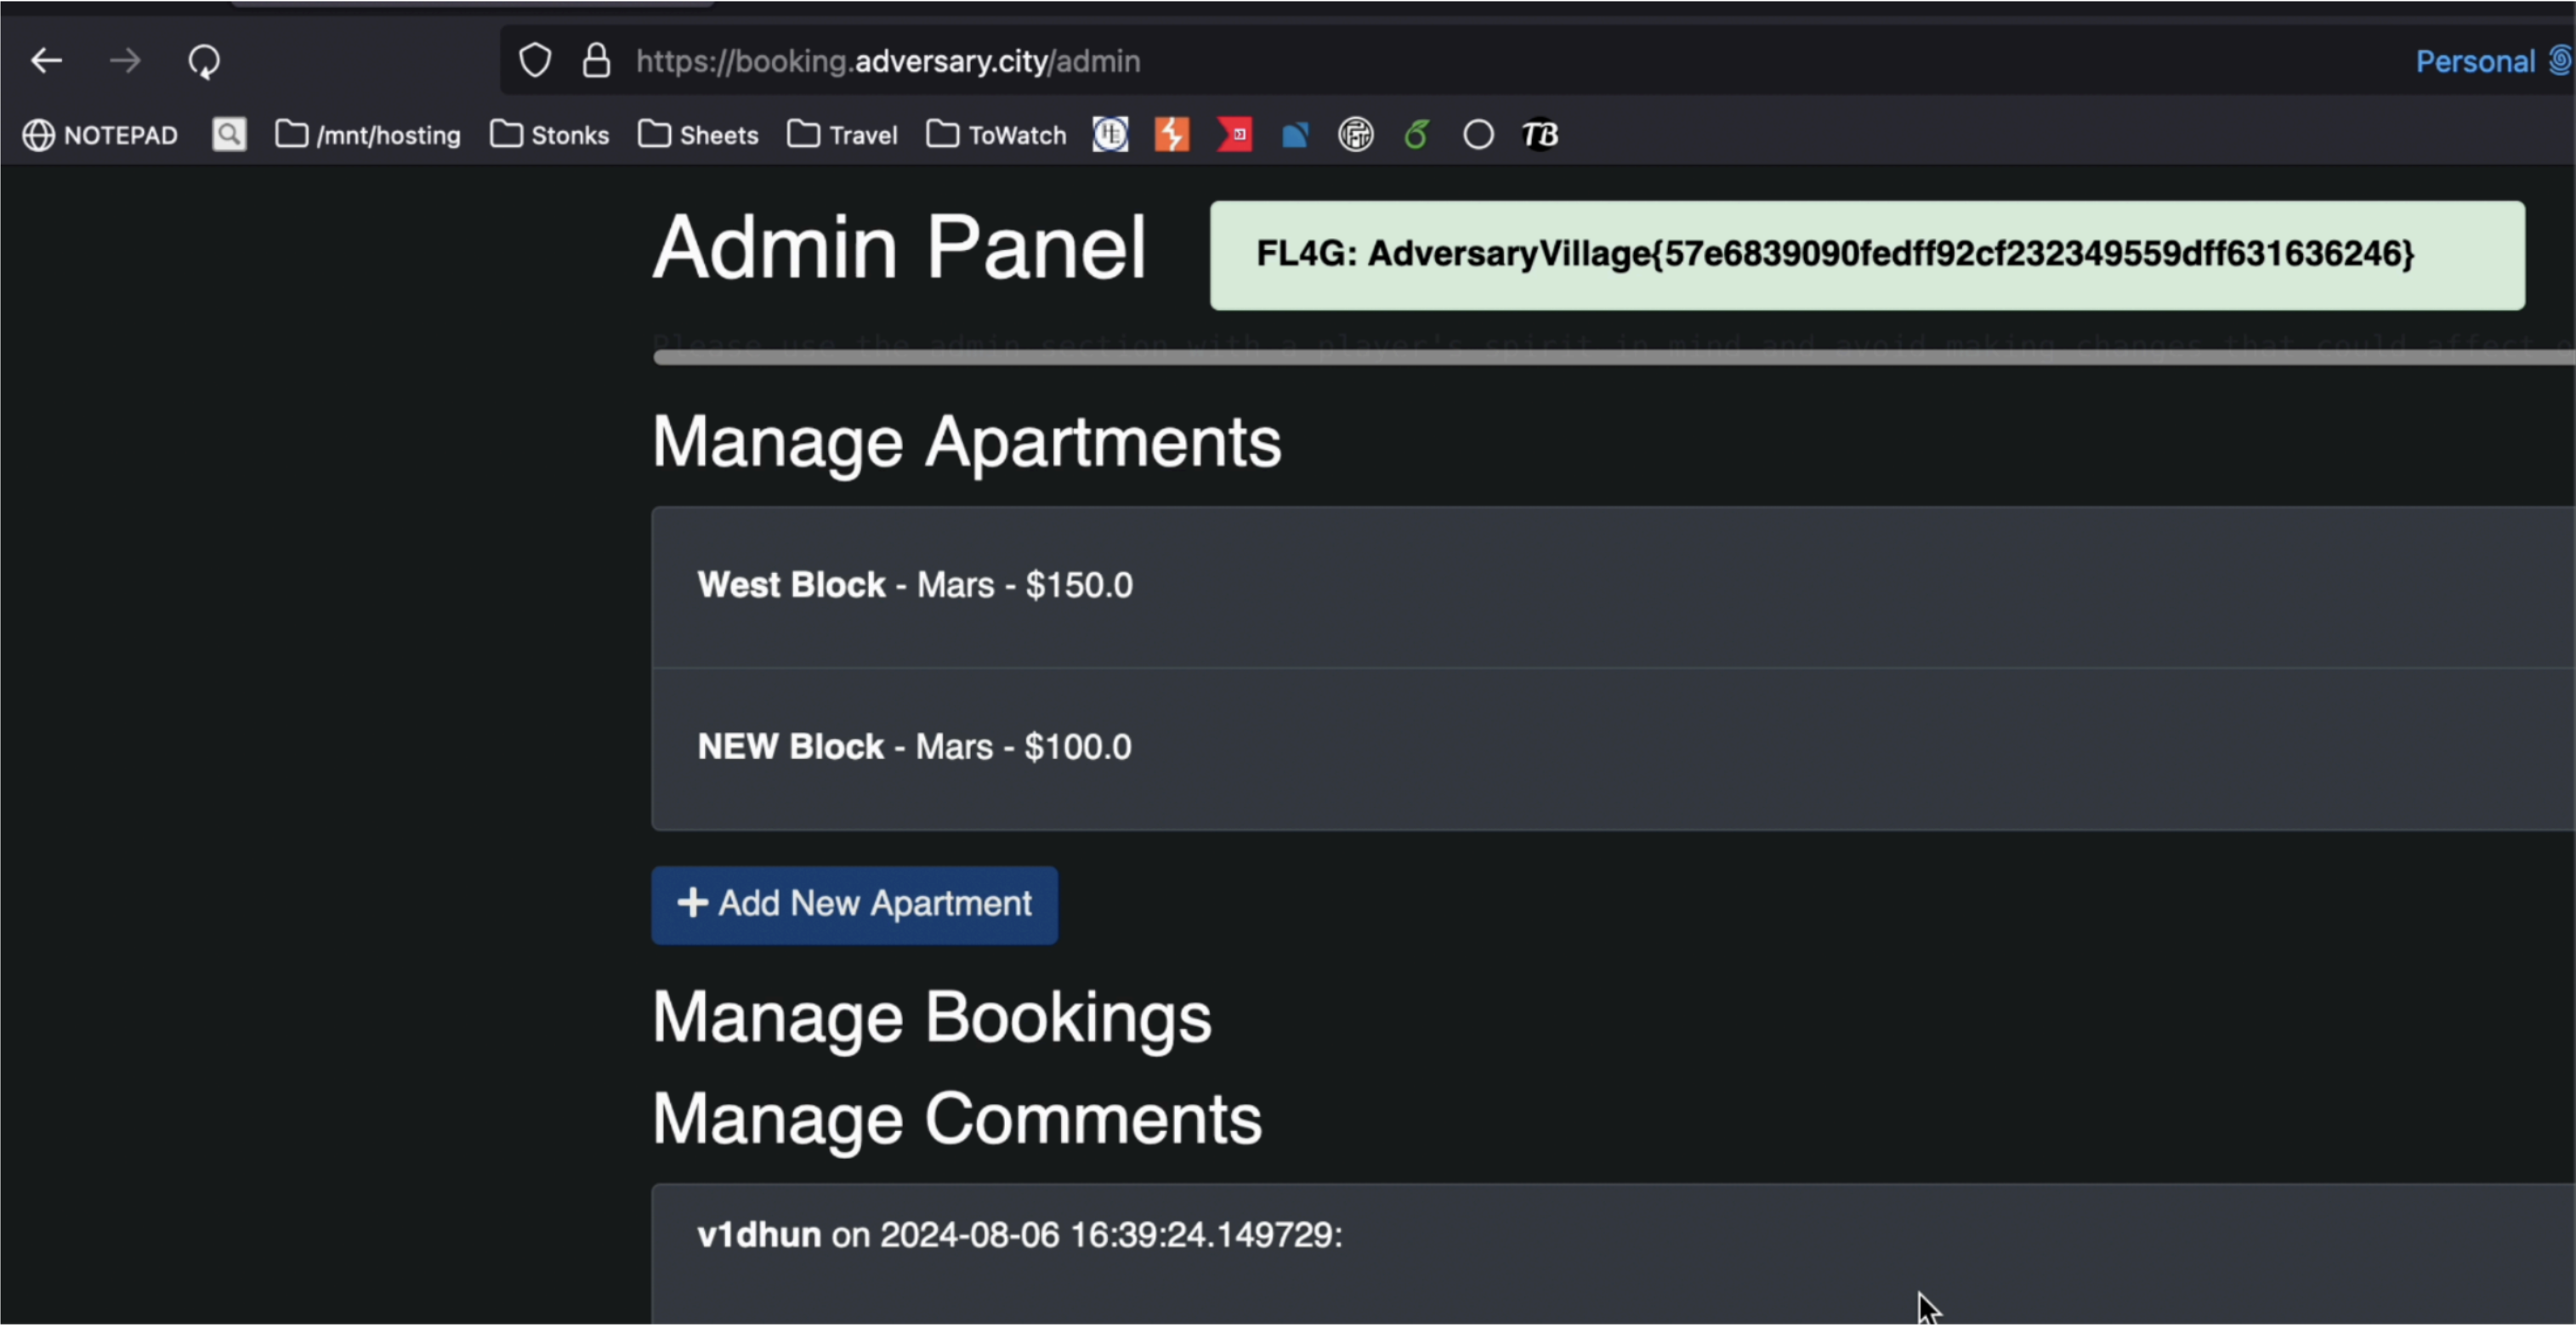 https://booking.adversary.city/admin
Personal
NOTEPAD /mnt/hosting Stonks Sheets Travel ToWatch HE TB
Admin Panel
FL4G: AdversaryVillage{57e6839090fedff92cf232349559dff631636246}
Please use the admin section with a player's spirit in mind and avoid making changes that could affect
Manage Apartments
West Block - Mars - $150.0
NEW Block - Mars - $100.0
Add New Apartment
Manage Bookings
Manage Comments
v1dhun on 2024-08-06 16:39:24.149729: